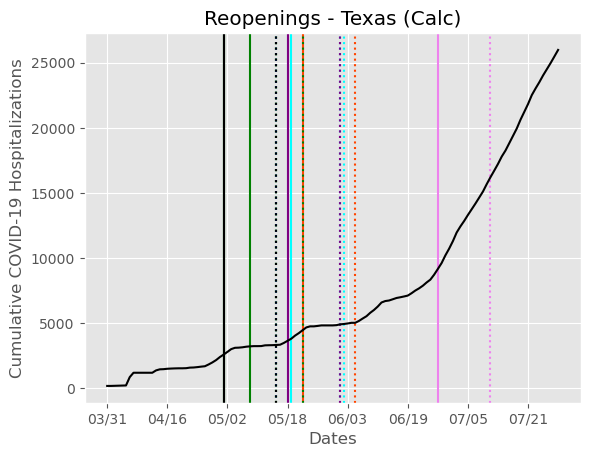 Reopenings - Texas (Calc)
Cumulative COVID-19 Hospitalizations
25000
20000
15000
10000
5000
0
03/31 04/16 05/02 05/18 06/03 06/19 07/05 07/21
Dates